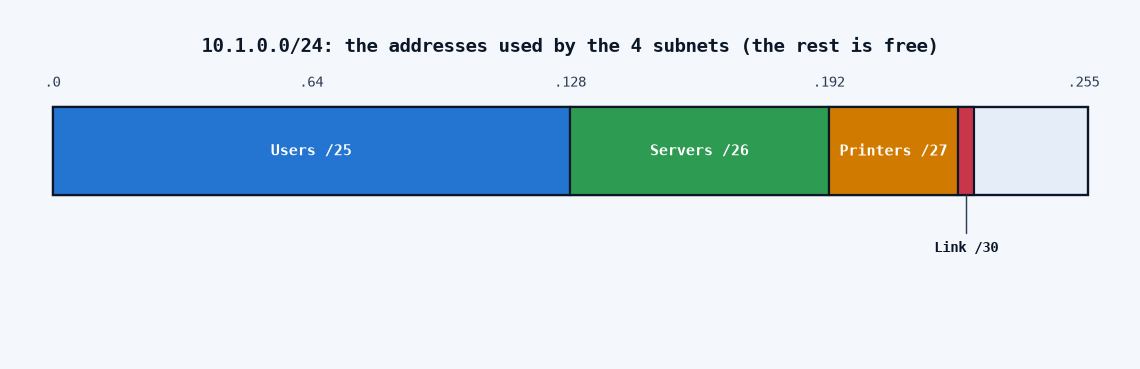 10.1.0.0/24: the addresses used by the 4 subnets (the rest is free)
.0 .64 .128 .192 .255
Users /25 Servers /26 Printers /27
Link /30